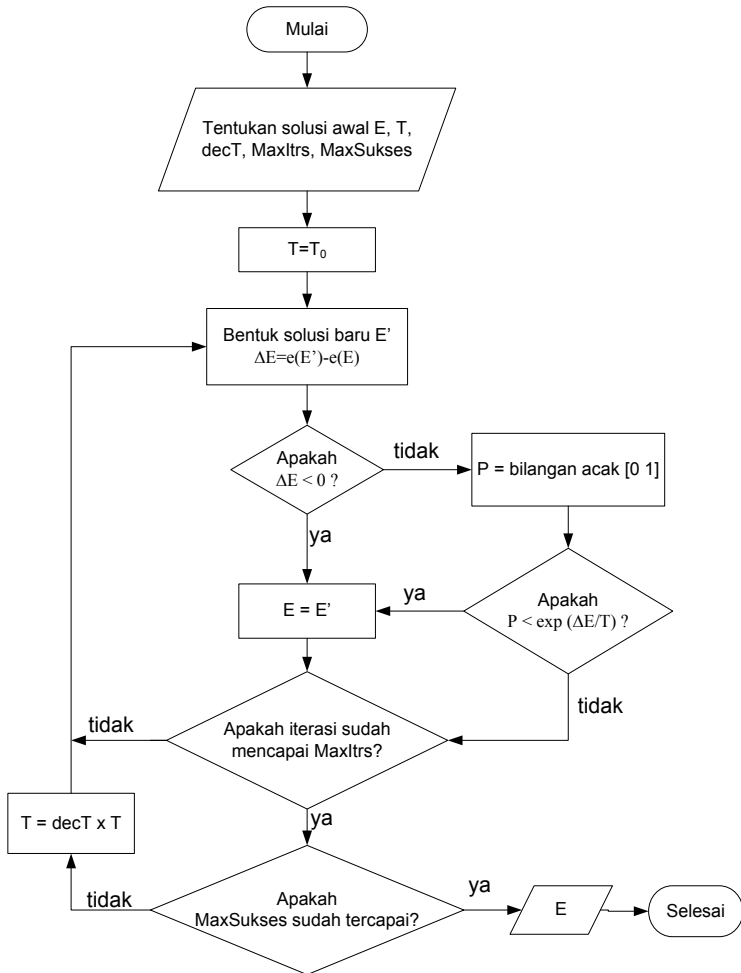 Mulai
Tentukan solusi awal E, T,
decT, MaxItrs, MaxSukses
T=T₀
Bentuk solusi baru E’
ΔE=e(E’)-e(E)
Apakah
ΔE < 0 ?
tidak
P = bilangan acak [0 1]
ya
E = E’
ya
Apakah
P < exp (ΔE/T) ?
tidak
tidak
Apakah iterasi sudah
mencapai MaxItrs?
T = decT x T
ya
tidak
Apakah
MaxSukses sudah tercapai?
ya
E
Selesai